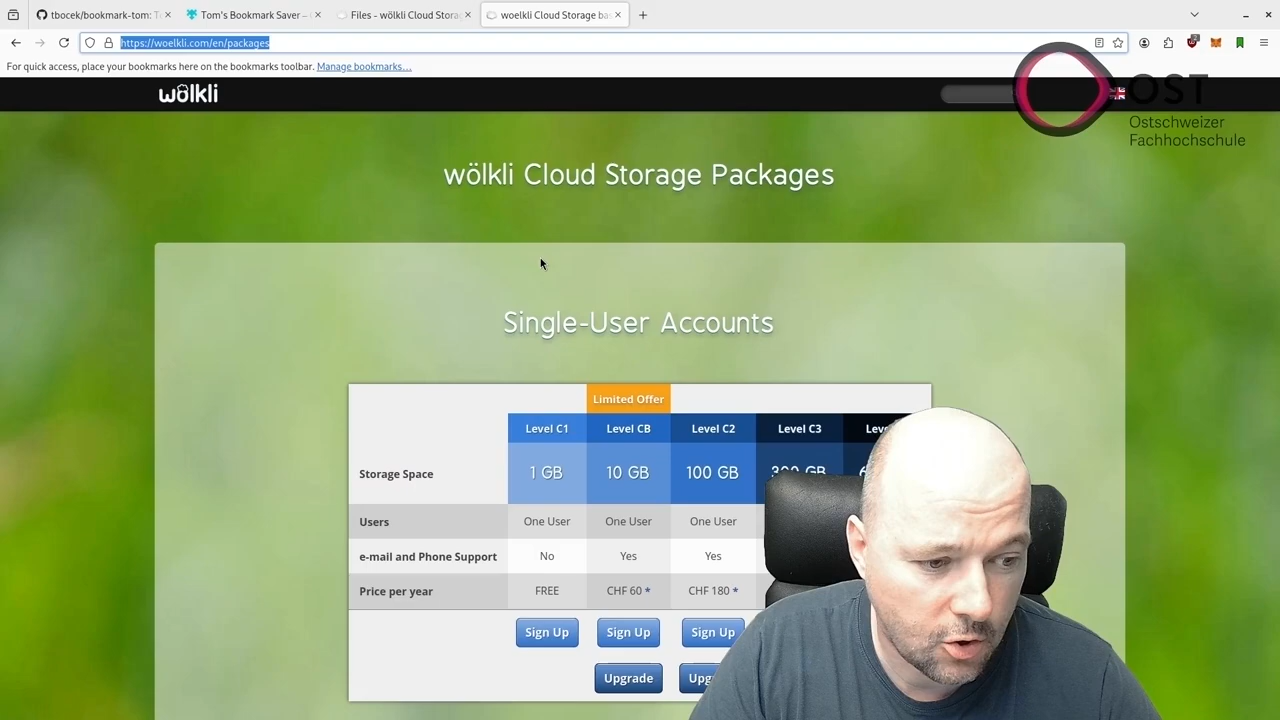 tbocek/bookmark-tom: T
Tom's Bookmark Saver –
Files - wölkli Cloud Storag
woelkli Cloud Storage ba
https://woelkli.com/en/packages
For quick access, place your bookmarks here on the bookmarks toolbar. Manage bookmarks…
wölkli
OST
Ostschweizer
Fachhochschule
wölkli Cloud Storage Packages
Single-User Accounts
Limited Offer
Level C1 Level CB Level C2 Level C3
Storage Space 1 GB 10 GB 100 GB 300 GB
Users One User One User One User
e-mail and Phone Support No Yes Yes
Price per year FREE CHF 60 * CHF 180 *
Sign Up Sign Up Sign Up
Upgrade